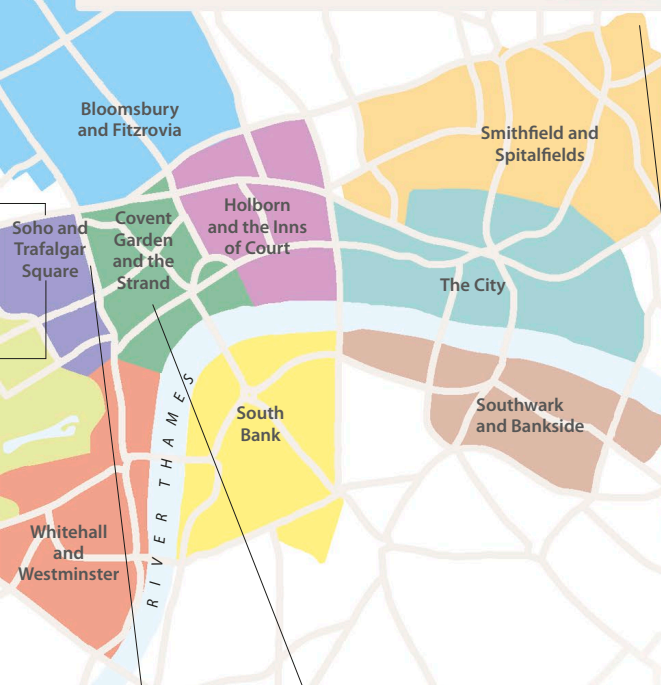 Bloomsbury
and Fitzrovia
Smithfield and
Spitalfields
Holborn
and the Inns
of Court
Covent
Garden
and the
Strand
Soho and
Trafalgar
Square
The City
South
Bank
Southwark
and Bankside
RIVER THAMES
Whitehall
and
Westminster